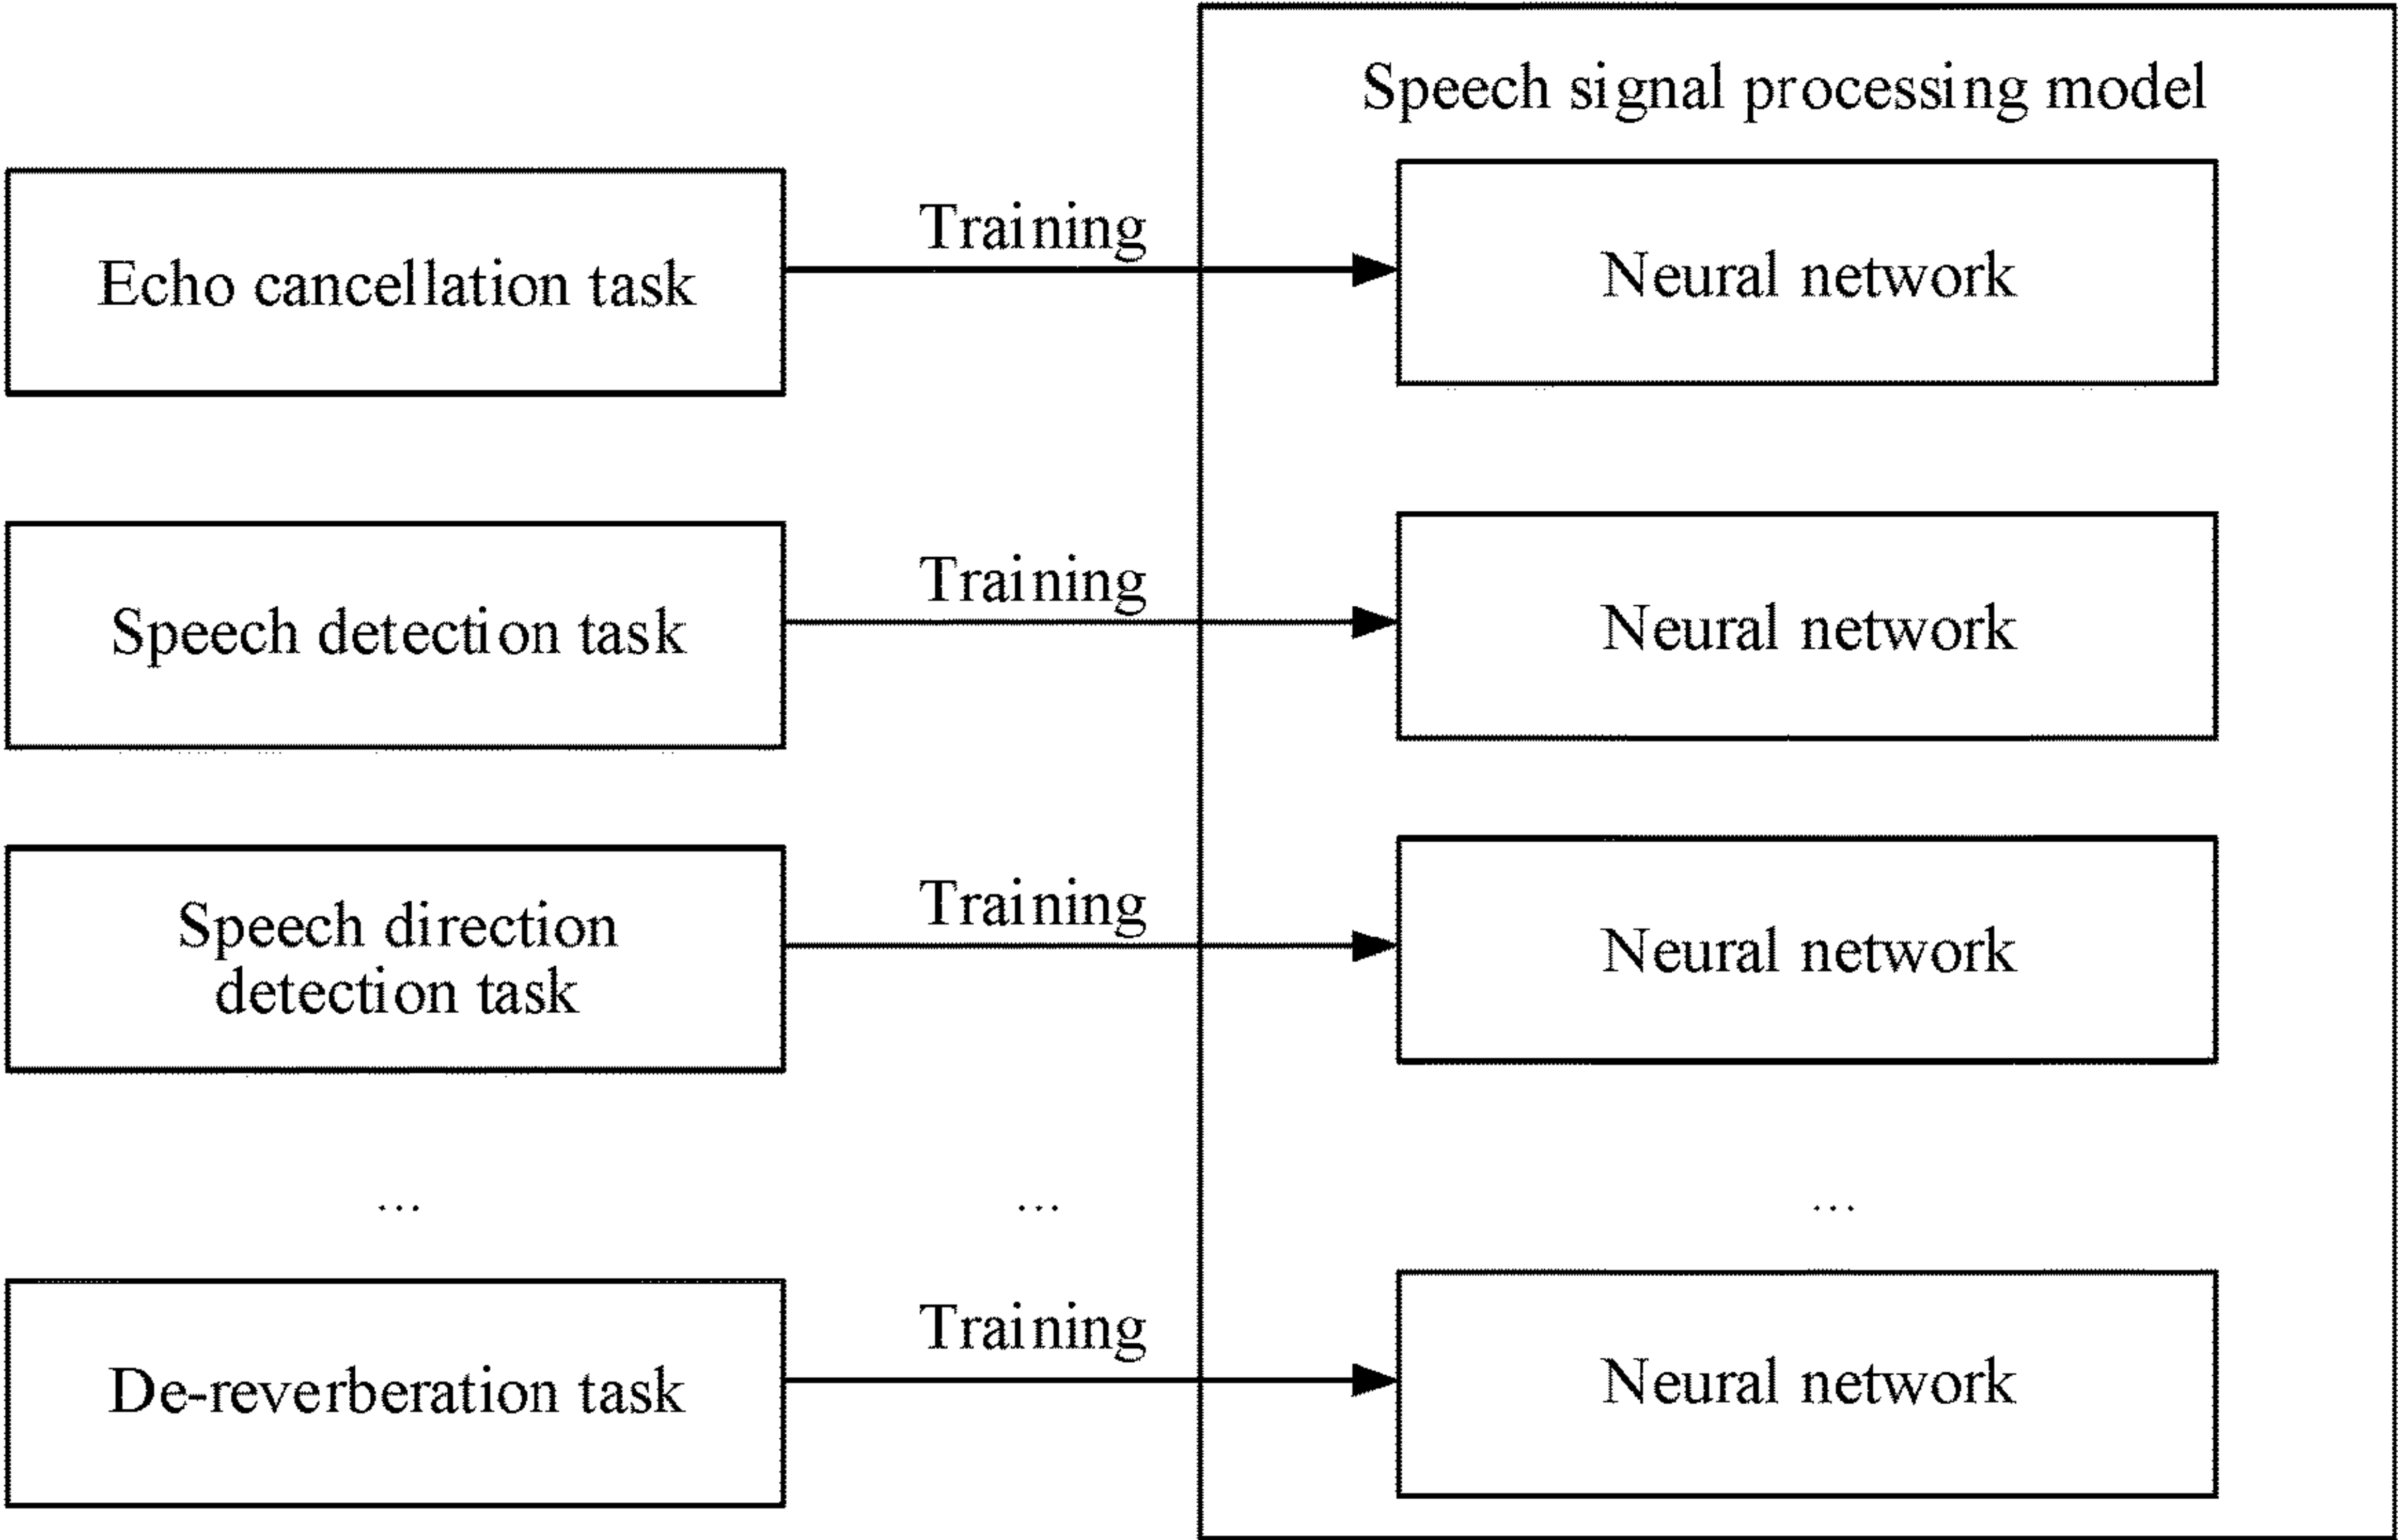 Speech signal processing model
Echo cancellation task
Training
Neural network
Speech detection task
Training
Neural network
Speech direction
detection task
Training
Neural network
...
...
...
De-reverberation task
Training
Neural network